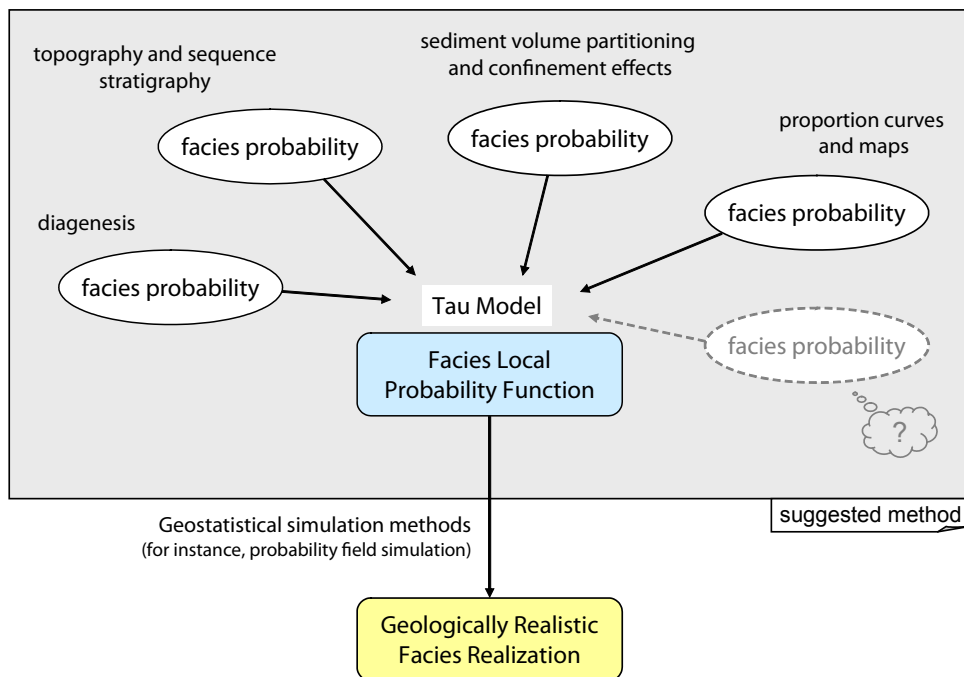 sediment volume partitioning
and confinement effects
topography and sequence
stratigraphy
proportion curves
and maps
facies probability
facies probability
facies probability
diagenesis
facies probability
Tau Model
facies probability
Facies Local
Probability Function
?
suggested method
Geostatistical simulation methods
(for instance, probability field simulation)
Geologically Realistic
Facies Realization